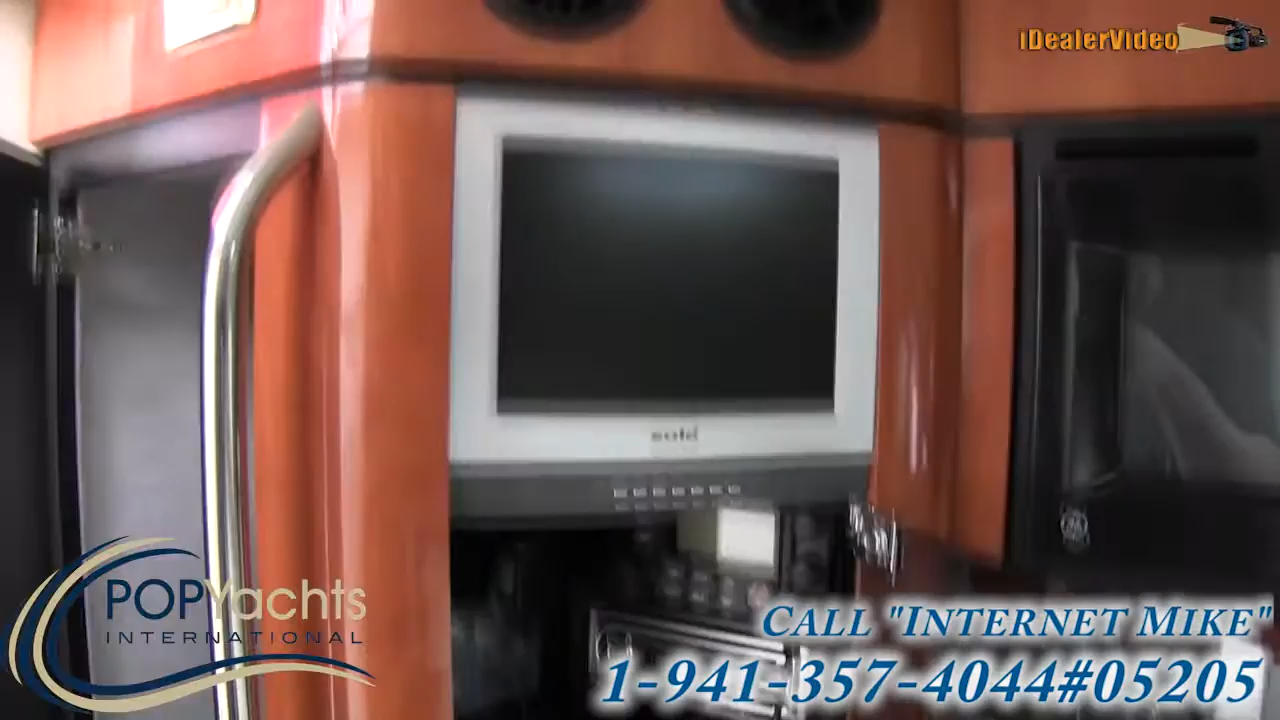 iDealerVideo
POPYachts
INTERNATIONAL
CALL "INTERNET MIKE"
1-941-357-4044#05205